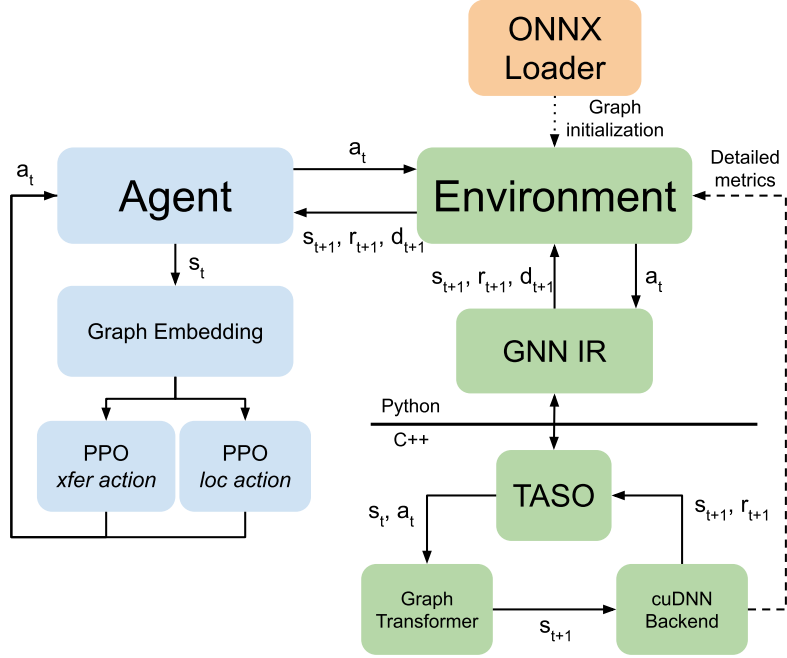 ONNX
Loader
Graph
initialization
a_t
a_t
Detailed
metrics
Agent
Environment
s_{t+1}, r_{t+1}, d_{t+1}
s_t
s_{t+1}, r_{t+1}, d_{t+1}
a_t
Graph Embedding
GNN IR
Python
C++
PPO
xfer action
PPO
loc action
TASO
s_t, a_t
s_{t+1}, r_{t+1}
Graph
Transformer
s_{t+1}
cuDNN
Backend